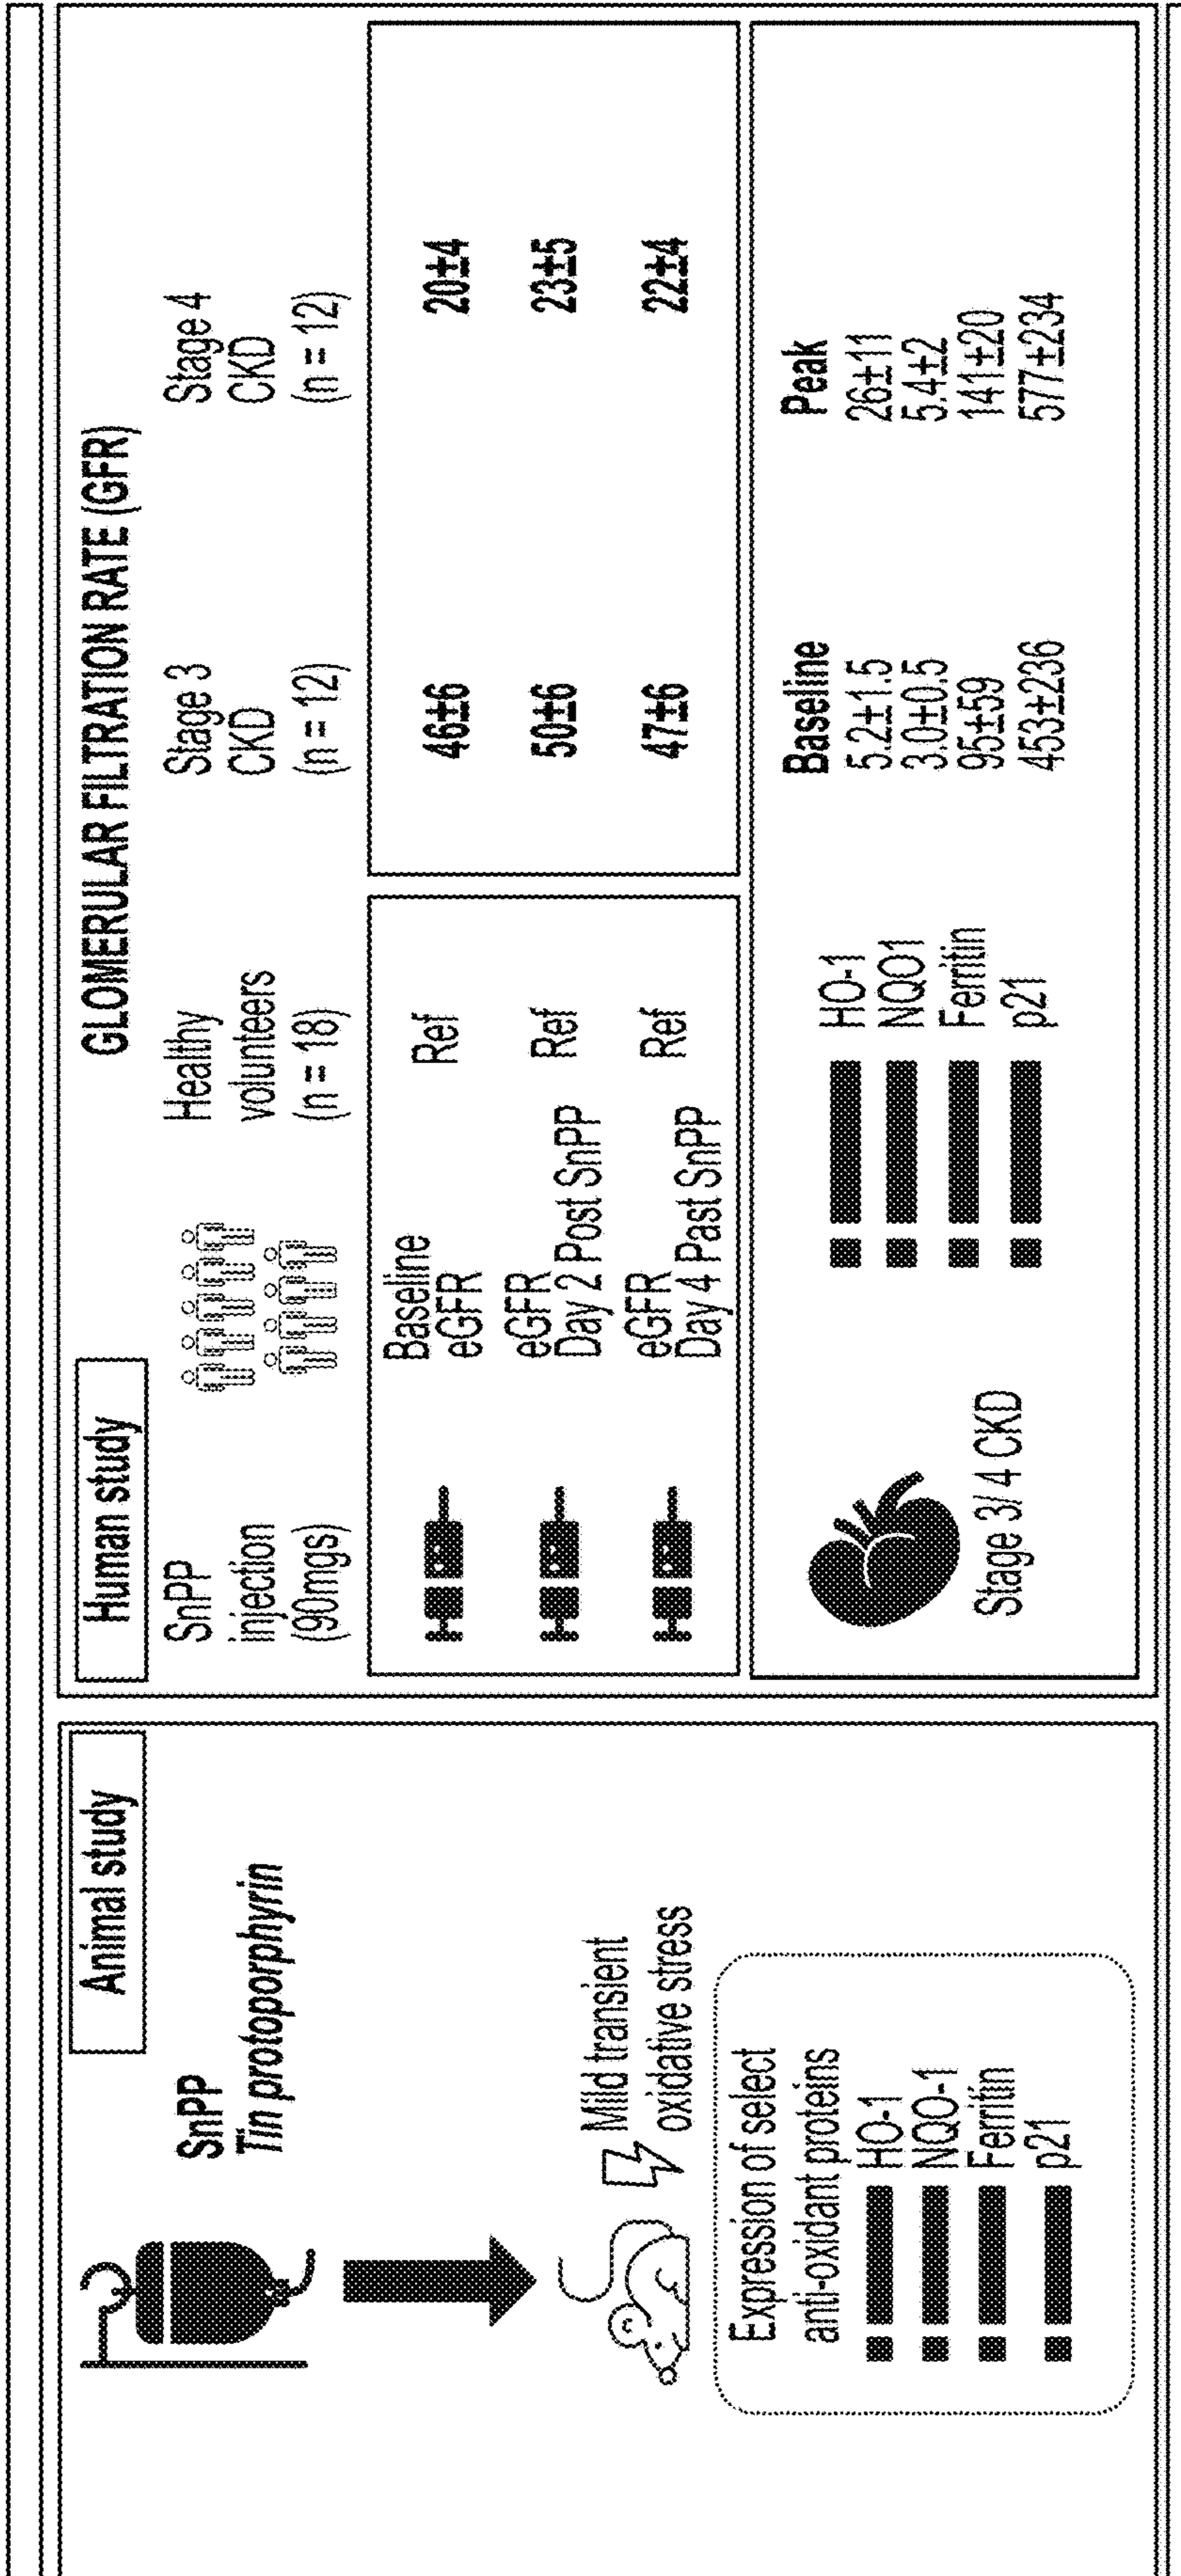 Animal study
SnPP
Tin protoporphyrin
Mild transient
oxidative stress
Expression of select
anti-oxidant proteins
HO-1
NQO-1
Ferritin
p21
Human study
GLOMERULAR FILTRATION RATE (GFR)
SnPP
injection
(90mgs)
Healthy
volunteers
(n = 18)
Stage 3
CKD
(n = 12)
Stage 4
CKD
(n = 12)
Baseline
eGFR
Ref
46±6
20±4
eGFR
Day 2 Post SnPP
Ref
50±6
23±5
eGFR
Day 4 Past SnPP
Ref
47±6
22±4
Stage 3/ 4 CKD
Baseline
Peak
HO-1
5.2±1.5
26±11
NQO1
3.0±0.5
5.4±2
Ferritin
95±59
141±20
p21
453±236
577±234